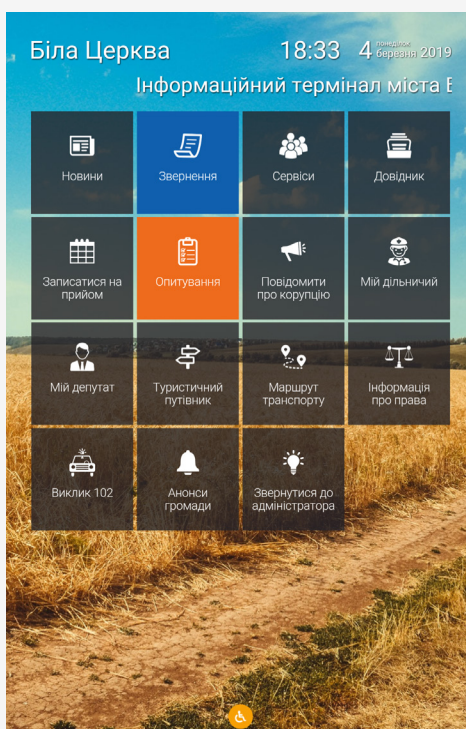 Біла Церква
18:33 4 понеділок березня 2019
Інформаційний термінал міста
Новини
Звернення
Сервіси
Довідник
Записатися на
прийом
Опитування
Повідомити
про корупцію
Мій дільничий
Мій депутат
Туристичний
путівник
Маршрут
транспорту
Інформація
про права
Виклик 102
Анонси
громади
Звернутися до
адміністратора